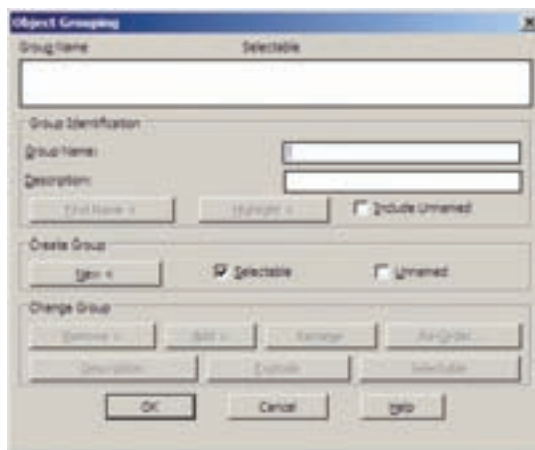 Object Grouping
Group Name Selectable
Group Identification
Group Name:
Description:
Find Name < Highlight < Include Unnamed
Create Group
New < Selectable Unnamed
Change Group
Remove < Add < Rename Re-Order...
Description Explode Selectable
OK Cancel Help